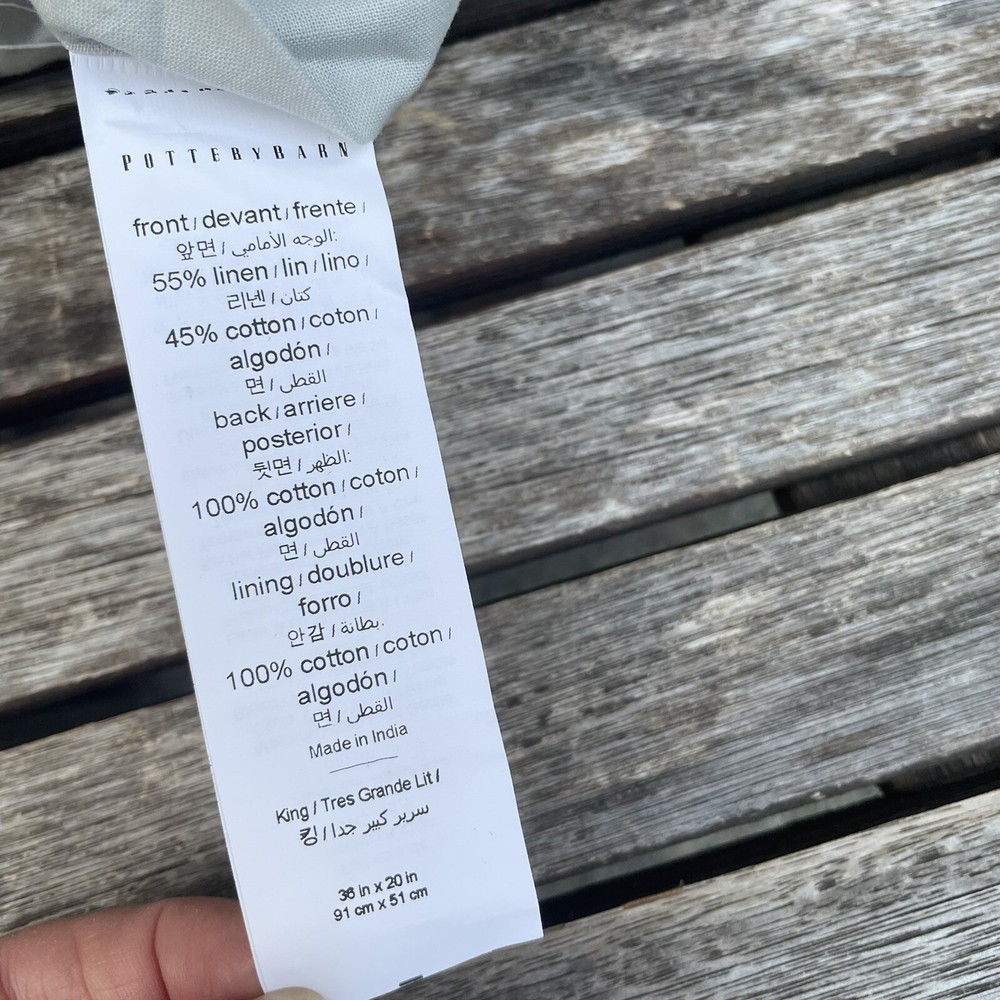 POTTERYBARN
front / devant / frente /
앞면 / الوجه الأمامي:
55% linen / lin / lino /
리넨 / كتان
45% cotton / coton /
algodón /
면 / القطن
back / arriere /
posterior /
뒷면 / الظهر:
100% cotton / coton /
algodón /
면 / القطن
lining / doublure /
forro /
안감 / بطانة.
100% cotton / coton /
algodón /
면 / القطن
Made in India
King / Tres Grande Lit /
킹 / سرير كبير جدا
36 in x 20 in
91 cm x 51 cm